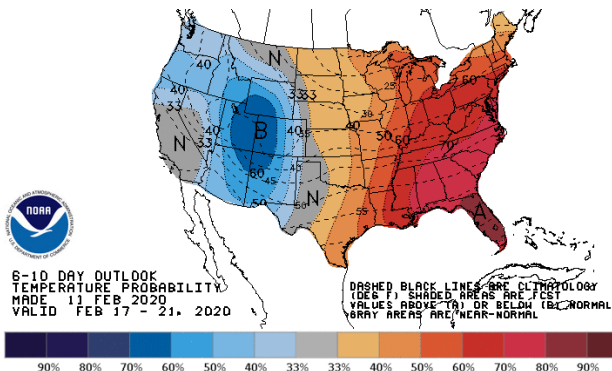 N
40
40
33
33 33
40 B 40
33
N
50
45
50
N
50
55
15
25
30
40
50 60
60
70
A
NATIONAL OCEANIC AND ATMOSPHERIC ADMINISTRATION
NOAA
U.S. DEPARTMENT OF COMMERCE
6-10 DAY OUTLOOK
TEMPERATURE PROBABILITY
MADE 11 FEB 2020
VALID FEB 17 - 21, 2020
DASHED BLACK LINES ARE CLIMATOLOGY
(DEG F) SHADED AREAS ARE FCST
VALUES ABOVE (A) OR BELOW (B) NORMAL
GRAY AREAS ARE NEAR-NORMAL
90% 80% 70% 60% 50% 40% 33% 33% 40% 50% 60% 70% 80% 90%